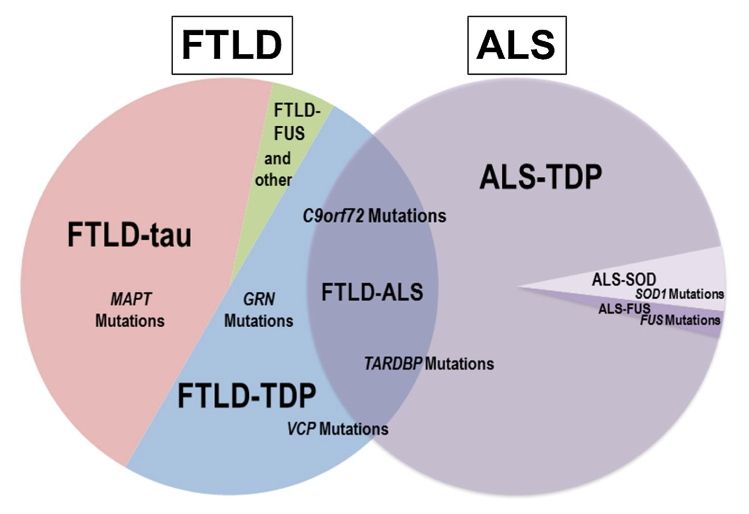 FTLD
ALS
FTLD-
FUS
and
other
ALS-TDP
C9orf72 Mutations
FTLD-tau
ALS-SOD
SOD1 Mutations
FTLD-ALS
MAPT
Mutations
GRN
Mutations
ALS-FUS
FUS Mutations
TARDBP Mutations
FTLD-TDP
VCP Mutations